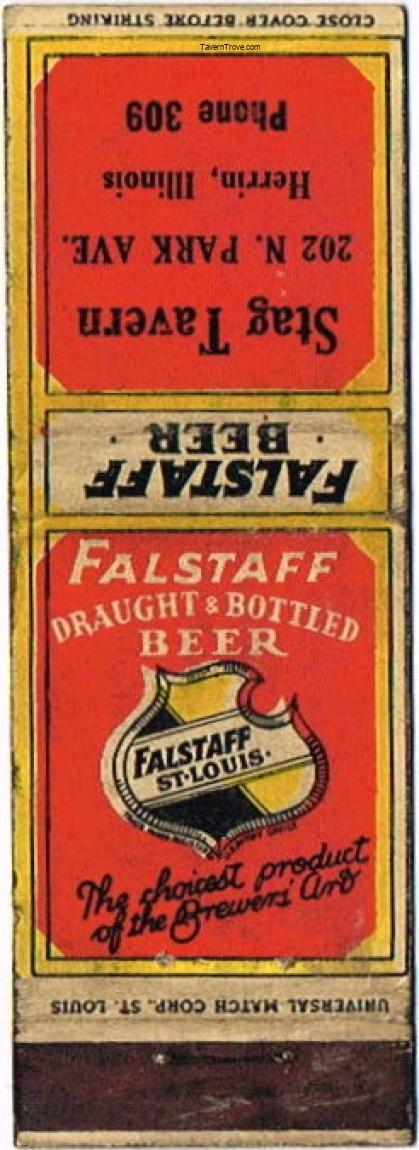 CLOSE COVER BEFORE STRIKING
TavernTrove.com
Stag Tavern
202 N. PARK AVE.
Herrin, Illinois
Phone 309
FALSTAFF
· BEER ·
FALSTAFF
DRAUGHT & BOTTLED
BEER
FALSTAFF
ST·LOUIS·
The choicest product
of the Brewers' Art
UNIVERSAL MATCH CORP. ST. LOUIS